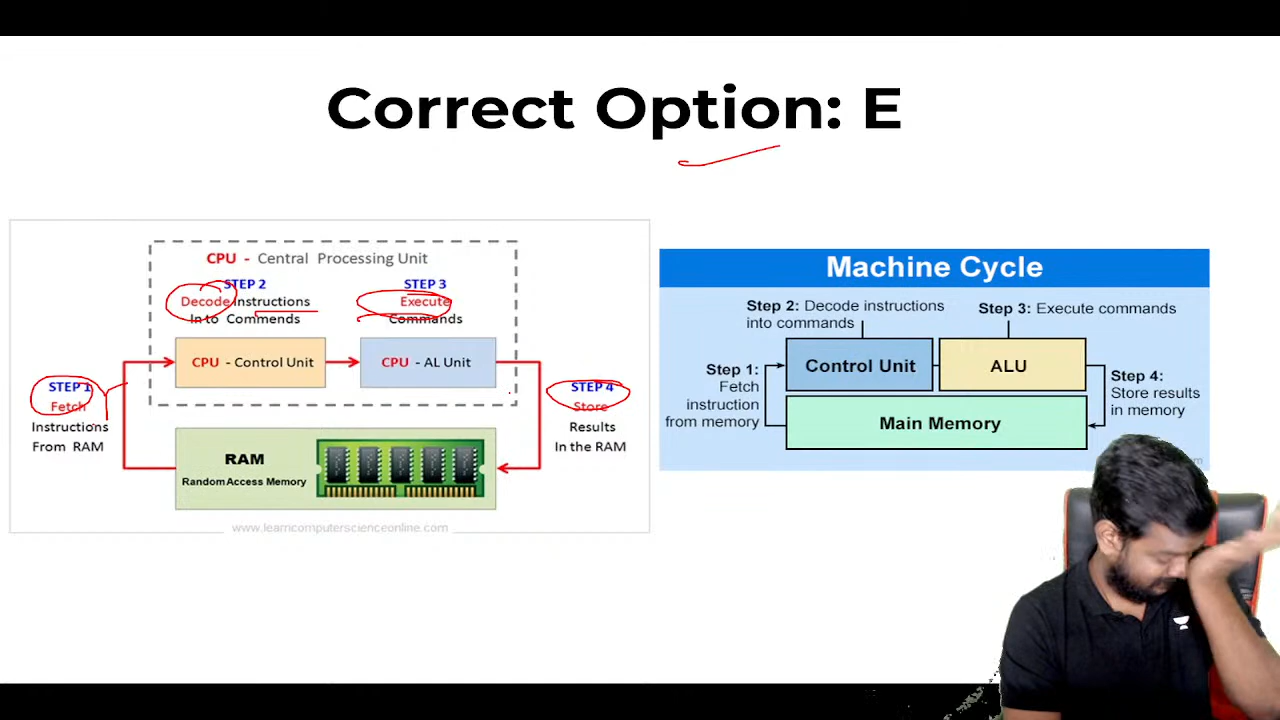 Correct Option: E
CPU - Central Processing Unit
STEP 2
Decode Instructions
In to Commends
STEP 3
Execute
Commands
CPU - Control Unit
CPU - AL Unit
STEP 1
Fetch
Instructions
From RAM
STEP 4
Store
Results
In the RAM
RAM
Random Access Memory
www.learncomputerscienceonline.com
Machine Cycle
Step 2: Decode instructions
into commands
Step 3: Execute commands
Step 1:
Fetch
instruction
from memory
Control Unit
ALU
Main Memory
Step 4:
Store results
in memory